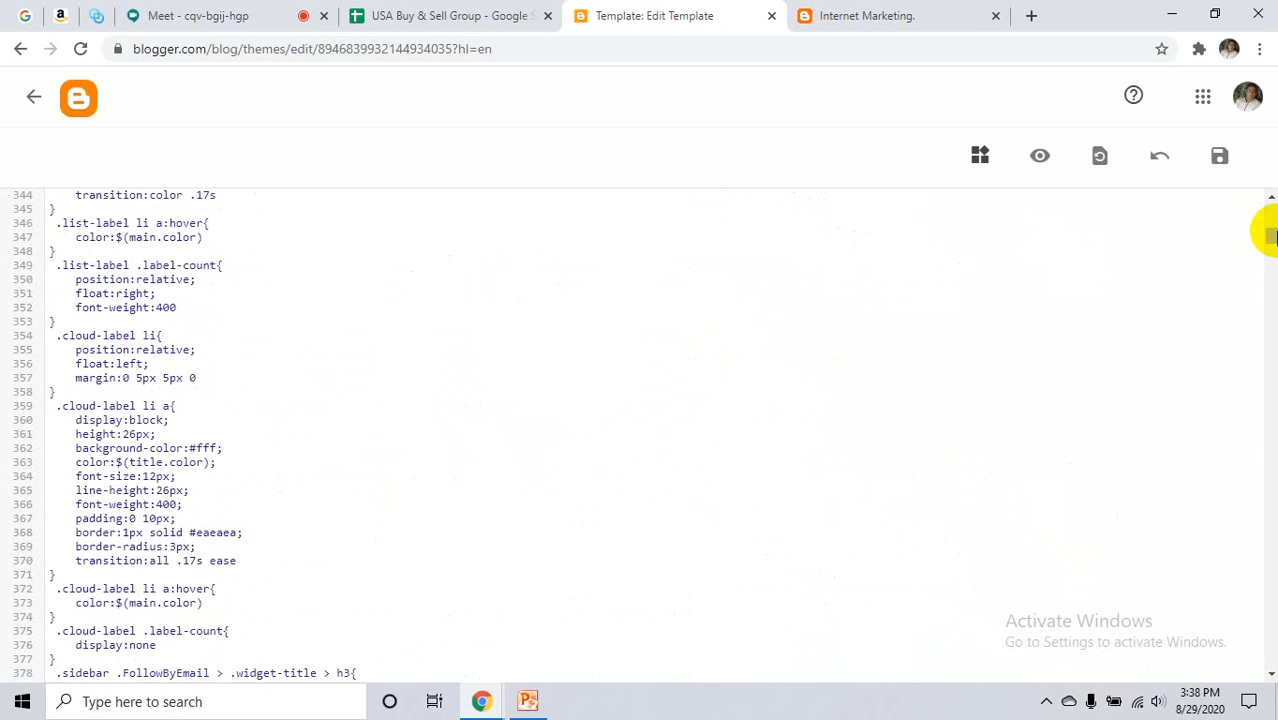 Meet - cqv-bgij-hgp
USA Buy & Sell Group - Google S
Template: Edit Template
Internet Marketing.
blogger.com/blog/themes/edit/8946839932144934035?hl=en
344 transition:color .17s
345 }
346 .list-label li a:hover{
347 color:$(main.color)
348 }
349 .list-label .label-count{
350 position:relative;
351 float:right;
352 font-weight:400
353 }
354 .cloud-label li{
355 position:relative;
356 float:left;
357 margin:0 5px 5px 0
358 }
359 .cloud-label li a{
360 display:block;
361 height:26px;
362 background-color:#fff;
363 color:$(title.color);
364 font-size:12px;
365 line-height:26px;
366 font-weight:400;
367 padding:0 10px;
368 border:1px solid #eaeaea;
369 border-radius:3px;
370 transition:all .17s ease
371 }
372 .cloud-label li a:hover{
373 color:$(main.color)
374 }
375 .cloud-label .label-count{
376 display:none
377 }
378 .sidebar .FollowByEmail > .widget-title > h3{
Activate Windows
Go to Settings to activate Windows.
Type here to search
3:38 PM
8/29/2020